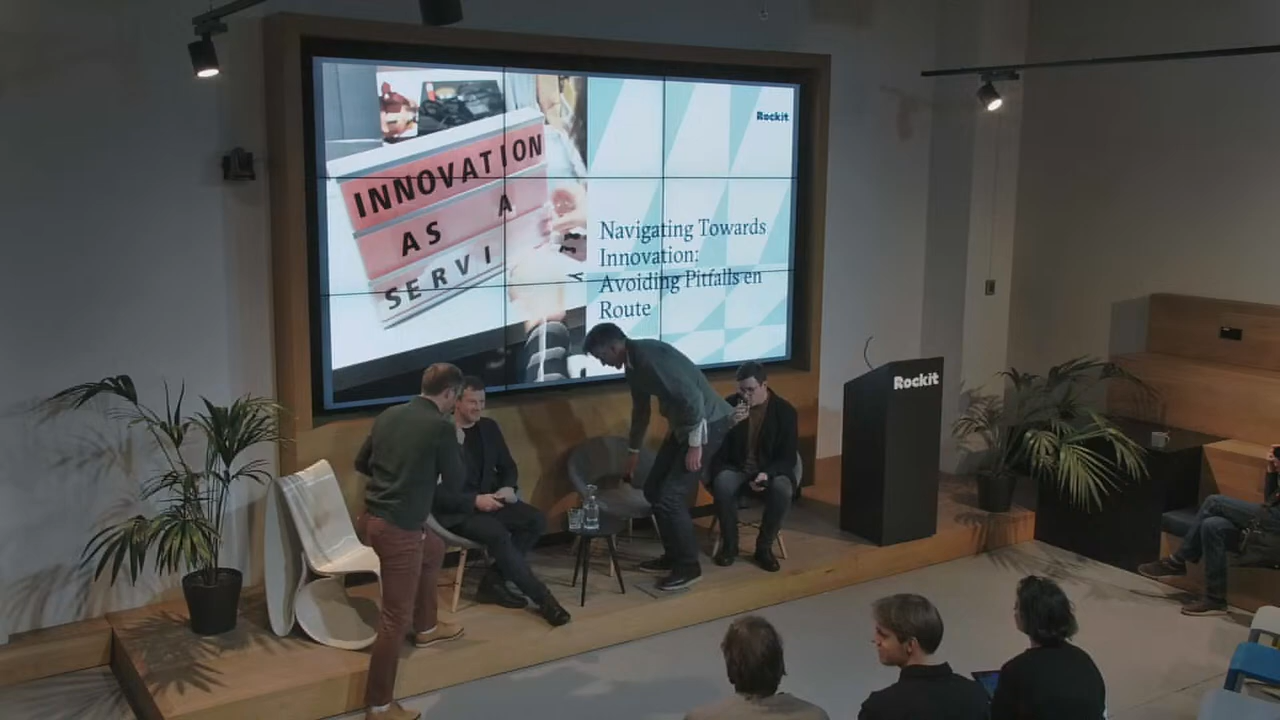 INNOVATION
AS A
SERVI
Rockit
Navigating Towards
Innovation:
Avoiding Pitfalls en
Route
Rockit